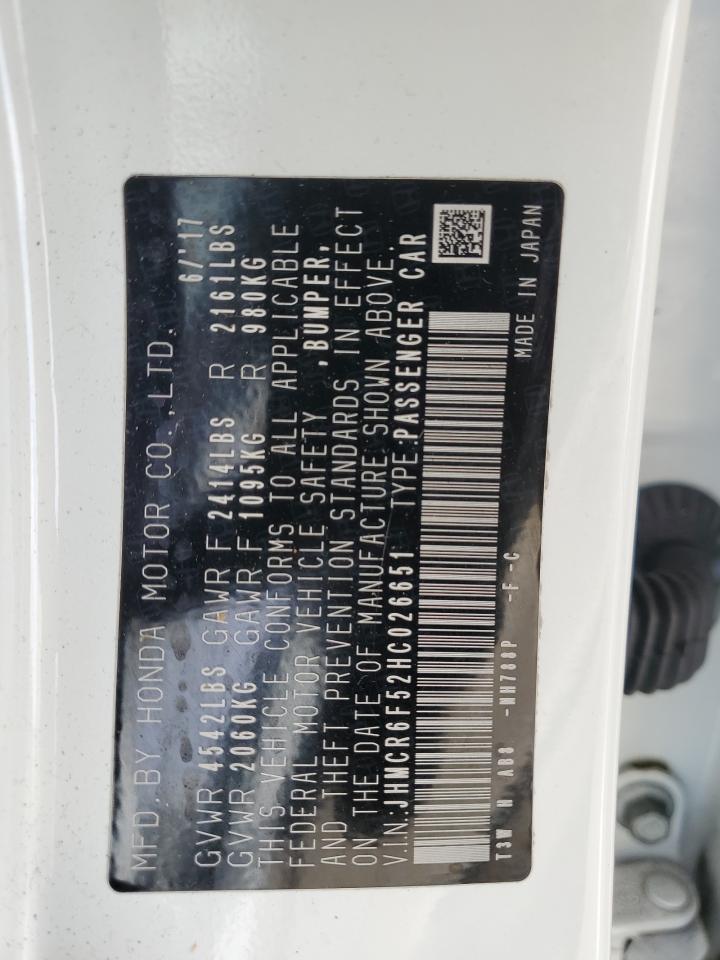 MFD. BY HONDA MOTOR CO., LTD. 6/'17
GVWR 4542LBS GAWR F 2414LBS R 2161LBS
GVWR 2060KG GAWR F 1095KG R 980KG
THIS VEHICLE CONFORMS TO ALL APPLICABLE
FEDERAL MOTOR VEHICLE SAFETY ,BUMPER,
AND THEFT PREVENTION STANDARDS IN EFFECT
ON THE DATE OF MANUFACTURE SHOWN ABOVE.
V.I.N.:JHMCR6F52HC026651 TYPE:PASSENGER CAR
T3W N AB8 -NH788P -F -C MADE IN JAPAN